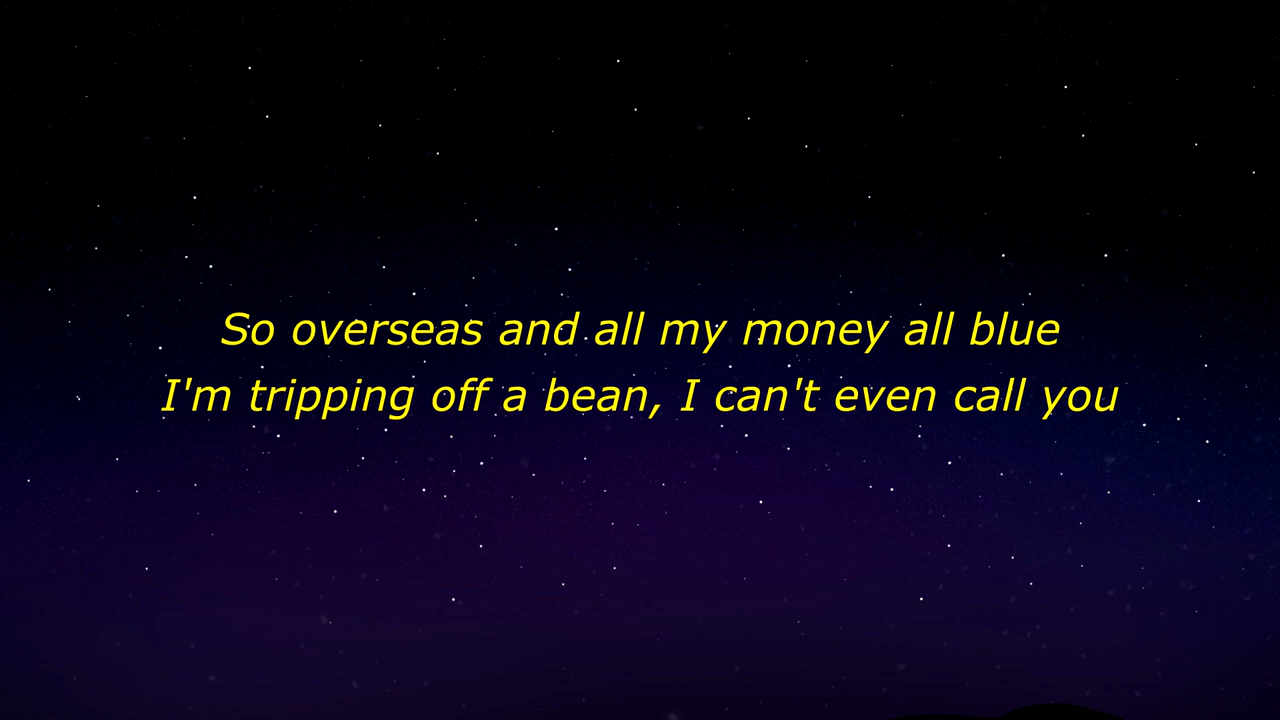 So overseas and all my money all blue
I'm tripping off a bean, I can't even call you